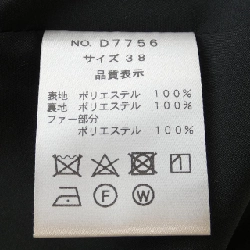 NO. D7756
サイズ 38
品質表示
表地 ポリエステル 100%
裏地 ポリエステル 100%
ファー部分
ポリエステル 100%
F W